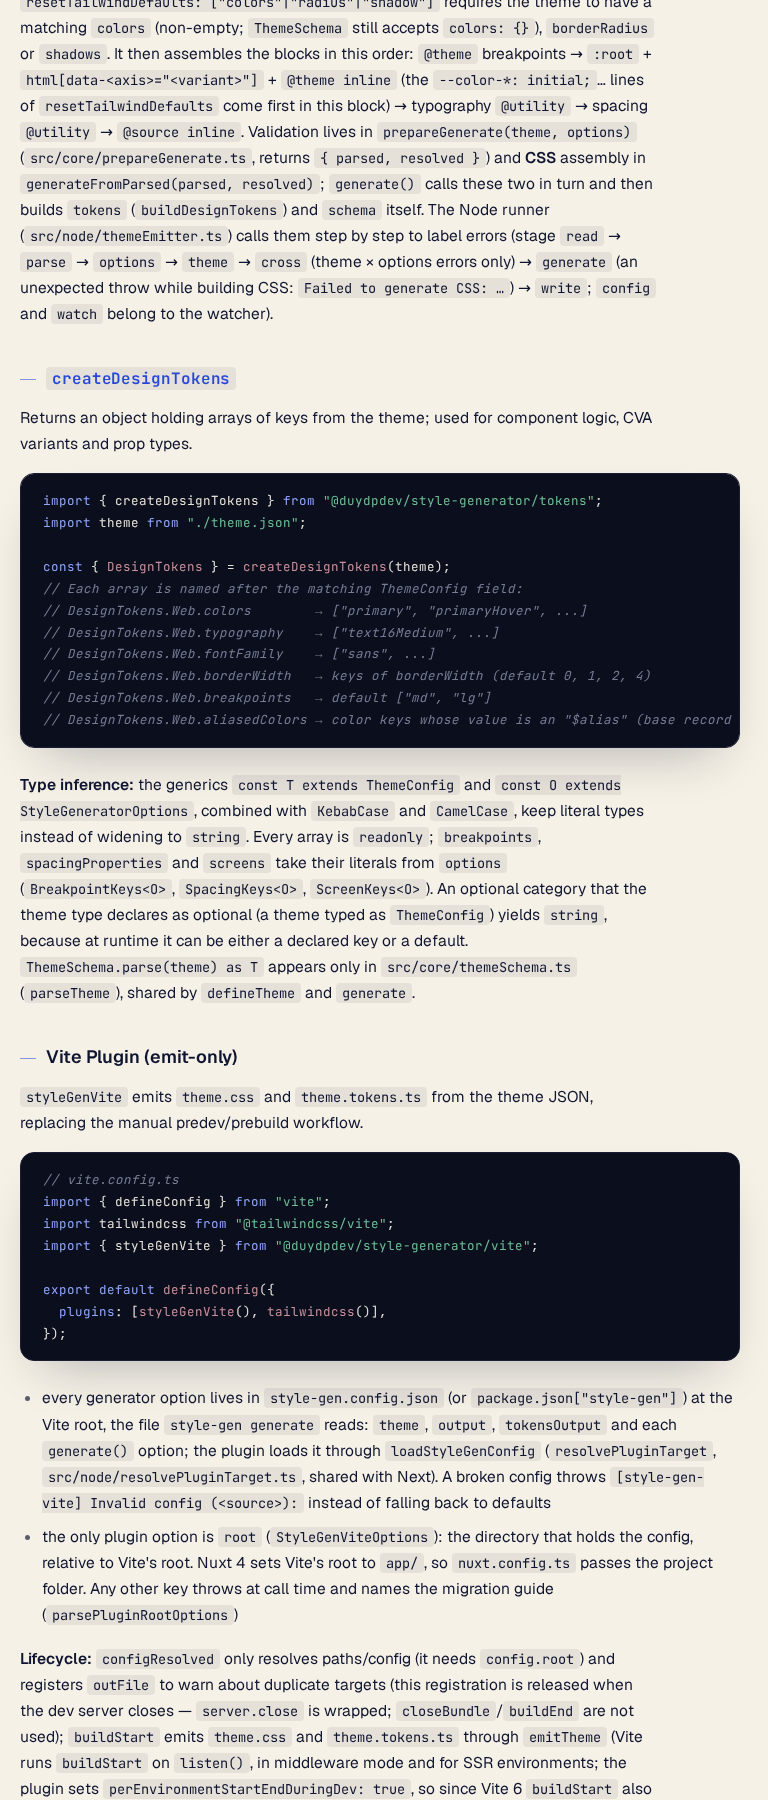 resetTailwindDefaults: ["colors"|"radius"|"shadow"] requires the theme to have a
matching colors (non-empty; ThemeSchema still accepts colors: {} ), borderRadius
or shadows . It then assembles the blocks in this order: @theme breakpoints → :root +
html[data-<axis>="<variant>"] + @theme inline (the --color-*: initial; … lines
of resetTailwindDefaults come first in this block) → typography @utility → spacing
@utility → @source inline . Validation lives in prepareGenerate(theme, options)
( src/core/prepareGenerate.ts , returns { parsed, resolved } ) and CSS assembly in
generateFromParsed(parsed, resolved) ; generate() calls these two in turn and then
builds tokens ( buildDesignTokens ) and schema itself. The Node runner
( src/node/themeEmitter.ts ) calls them step by step to label errors (stage read →
parse → options → theme → cross (theme × options errors only) → generate (an
unexpected throw while building CSS: Failed to generate CSS: … ) → write ; config
and watch belong to the watcher).
— createDesignTokens
Returns an object holding arrays of keys from the theme; used for component logic, CVA
variants and prop types.
import { createDesignTokens } from "@duydpdev/style-generator/tokens";
import theme from "./theme.json";
const { DesignTokens } = createDesignTokens(theme);
// Each array is named after the matching ThemeConfig field:
// DesignTokens.Web.colors        → ["primary", "primaryHover", ...]
// DesignTokens.Web.typography    → ["text16Medium", ...]
// DesignTokens.Web.fontFamily    → ["sans", ...]
// DesignTokens.Web.borderWidth   → keys of borderWidth (default 0, 1, 2, 4)
// DesignTokens.Web.breakpoints   → default ["md", "lg"]
// DesignTokens.Web.aliasedColors → color keys whose value is an "$alias" (base record
Type inference: the generics const T extends ThemeConfig and const O extends
StyleGeneratorOptions , combined with KebabCase and CamelCase , keep literal types
instead of widening to string . Every array is readonly ; breakpoints ,
spacingProperties and screens take their literals from options
( BreakpointKeys<O> , SpacingKeys<O> , ScreenKeys<O> ). An optional category that the
theme type declares as optional (a theme typed as ThemeConfig ) yields string ,
because at runtime it can be either a declared key or a default.
ThemeSchema.parse(theme) as T appears only in src/core/themeSchema.ts
( parseTheme ), shared by defineTheme and generate .
— Vite Plugin (emit-only)
styleGenVite emits theme.css and theme.tokens.ts from the theme JSON,
replacing the manual predev/prebuild workflow.
// vite.config.ts
import { defineConfig } from "vite";
import tailwindcss from "@tailwindcss/vite";
import { styleGenVite } from "@duydpdev/style-generator/vite";
export default defineConfig({
  plugins: [styleGenVite(), tailwindcss()],
});
• every generator option lives in style-gen.config.json (or package.json["style-gen"] ) at the
Vite root, the file style-gen generate reads: theme , output , tokensOutput and each
generate() option; the plugin loads it through loadStyleGenConfig ( resolvePluginTarget ,
src/node/resolvePluginTarget.ts , shared with Next). A broken config throws [style-gen-
vite] Invalid config (<source>): instead of falling back to defaults
• the only plugin option is root ( StyleGenViteOptions ): the directory that holds the config,
relative to Vite's root. Nuxt 4 sets Vite's root to app/ , so nuxt.config.ts passes the project
folder. Any other key throws at call time and names the migration guide
( parsePluginRootOptions )
Lifecycle: configResolved only resolves paths/config (it needs config.root ) and
registers outFile to warn about duplicate targets (this registration is released when
the dev server closes — server.close is wrapped; closeBundle / buildEnd are not
used); buildStart emits theme.css and theme.tokens.ts through emitTheme (Vite
runs buildStart on listen() , in middleware mode and for SSR environments; the
plugin sets perEnvironmentStartEndDuringDev: true , so since Vite 6 buildStart also